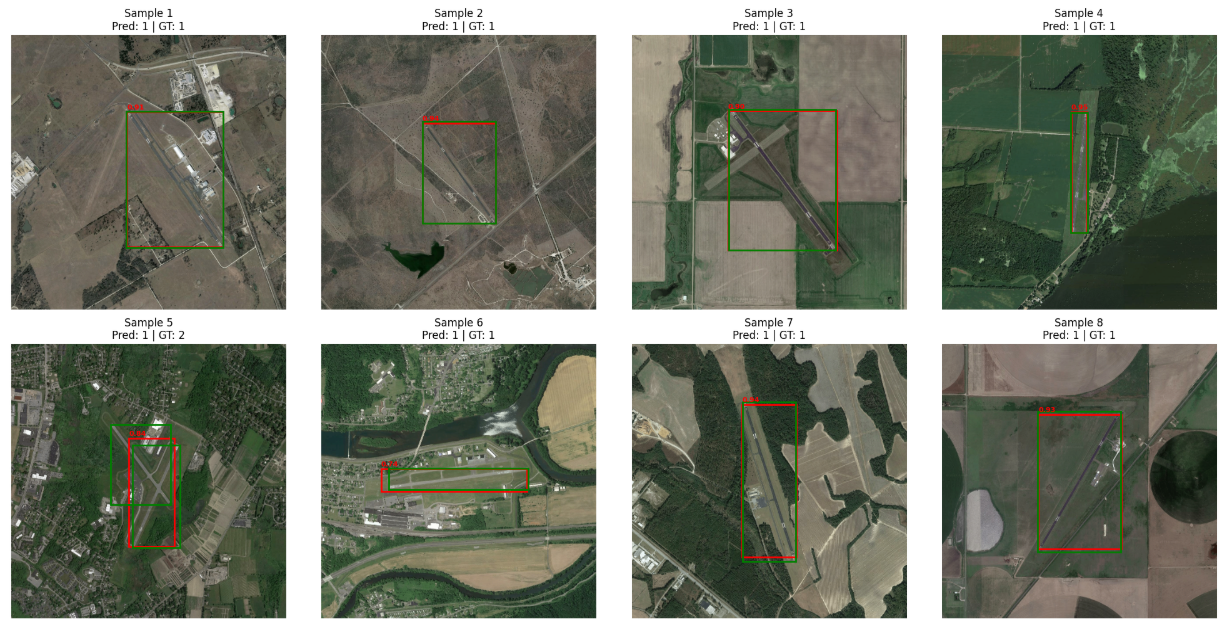 Sample 1
Pred: 1 | GT: 1
Sample 2
Pred: 1 | GT: 1
Sample 3
Pred: 1 | GT: 1
Sample 4
Pred: 1 | GT: 1
Sample 5
Pred: 1 | GT: 2
Sample 6
Pred: 1 | GT: 1
Sample 7
Pred: 1 | GT: 1
Sample 8
Pred: 1 | GT: 1